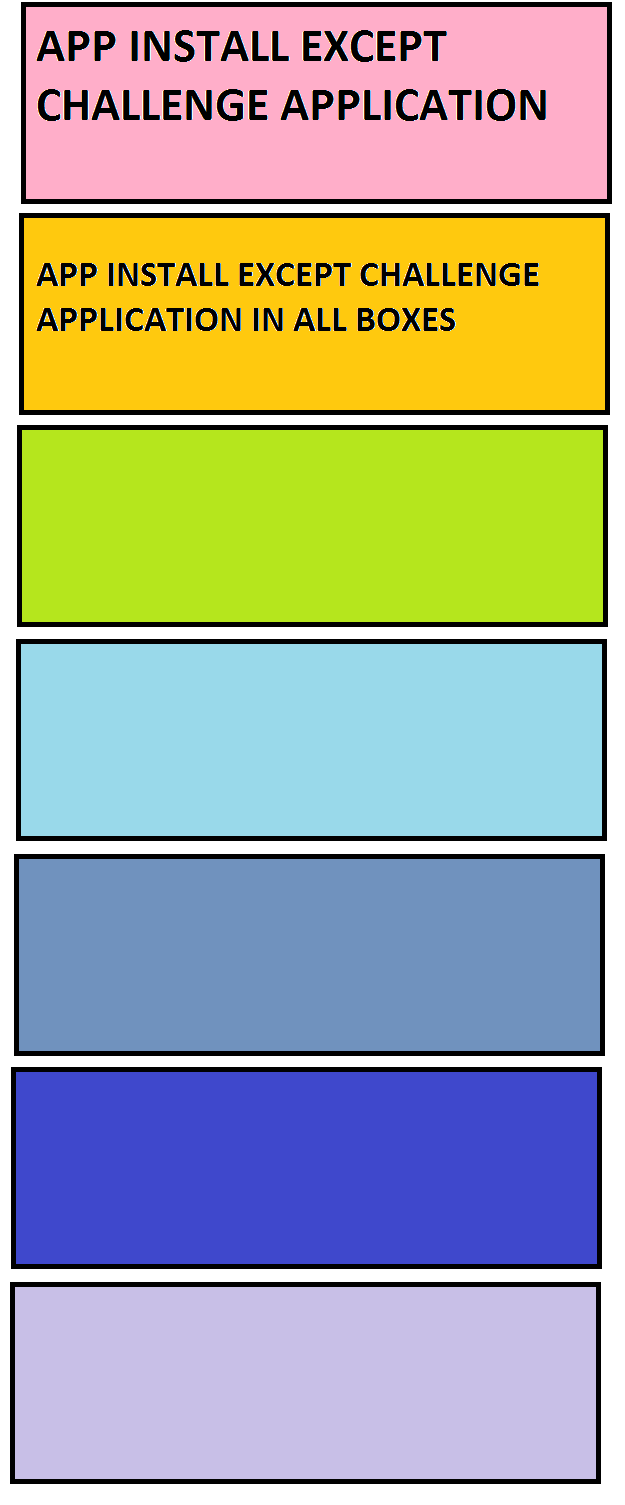 APP INSTALL EXCEPT
CHALLENGE APPLICATION
APP INSTALL EXCEPT CHALLENGE
APPLICATION IN ALL BOXES